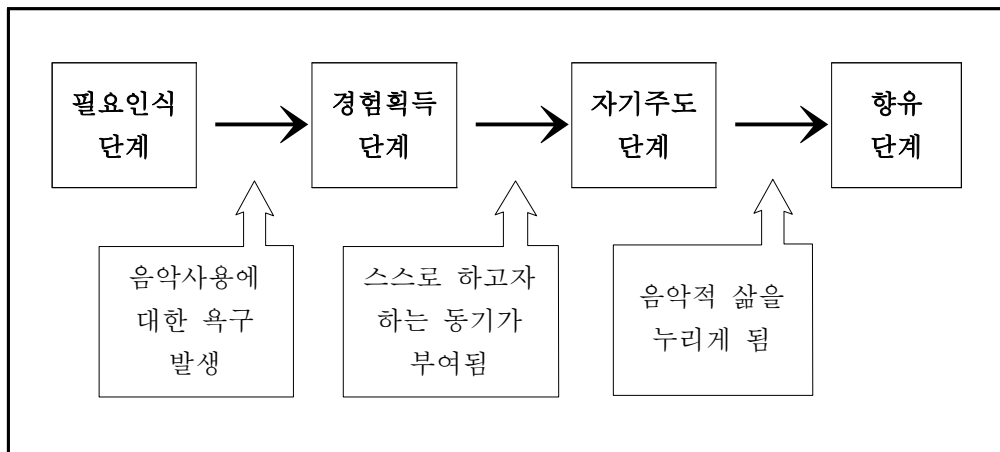 필요인식
단계
경험획득
단계
자기주도
단계
향유
단계
음악사용에
대한 욕구
발생
스스로 하고자
하는 동기가
부여됨
음악적 삶을
누리게 됨